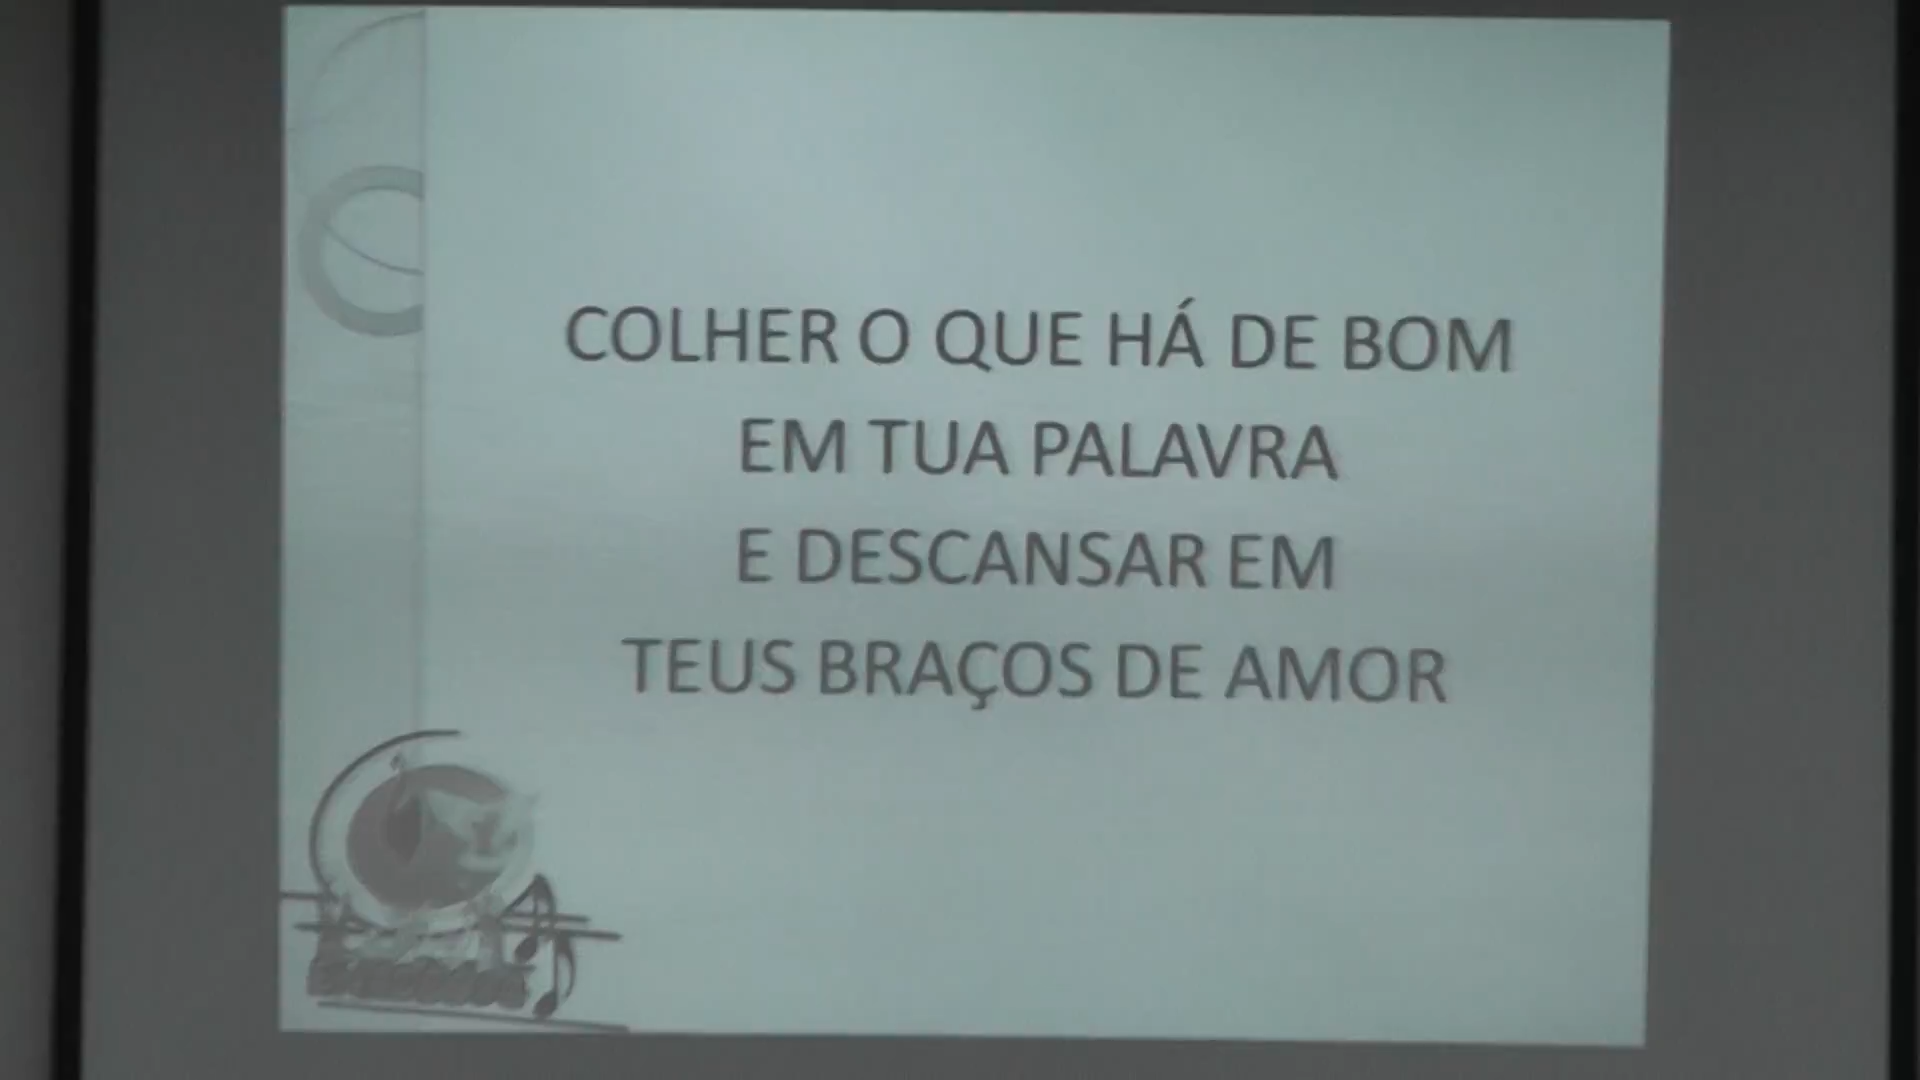 COLHER O QUE HÁ DE BOM
EM TUA PALAVRA
E DESCANSAR EM
TEUS BRAÇOS DE AMOR